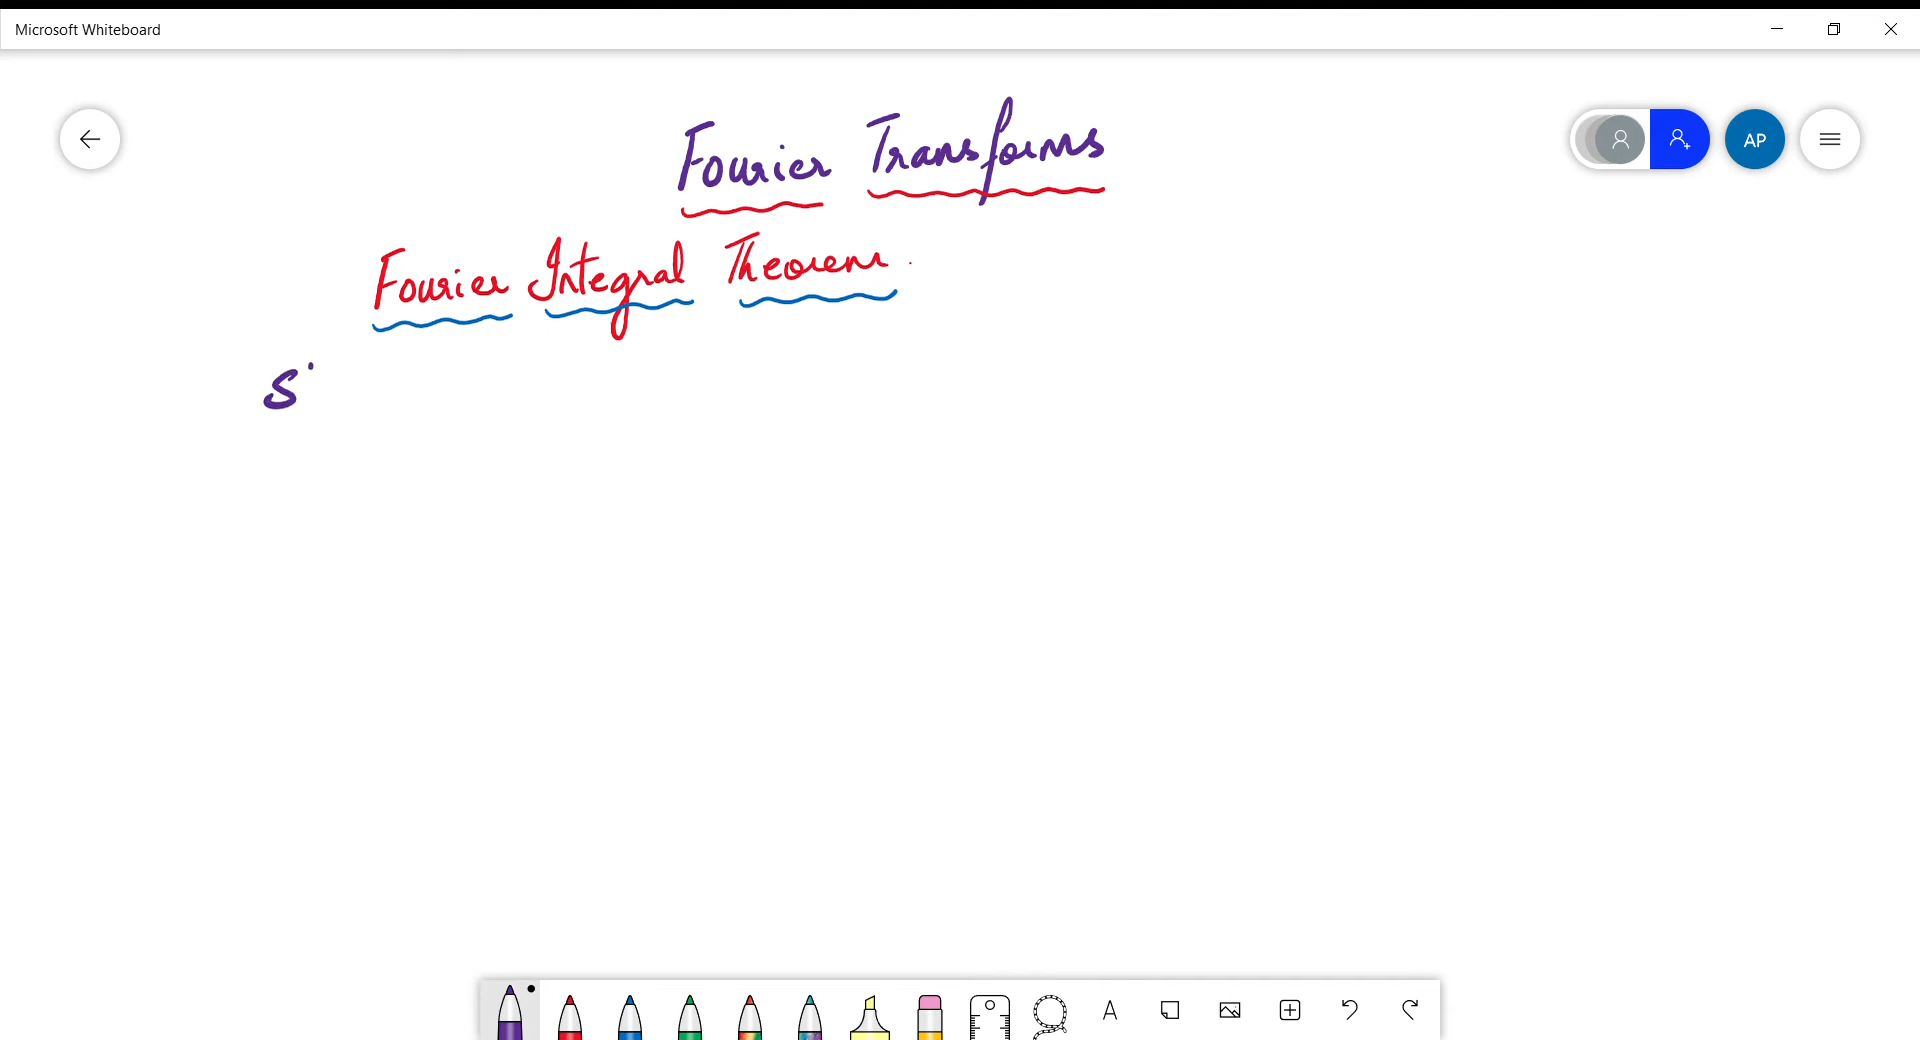 Microsoft Whiteboard
Fourier Transforms
AP
Fourier Integral Theorem.
S
A